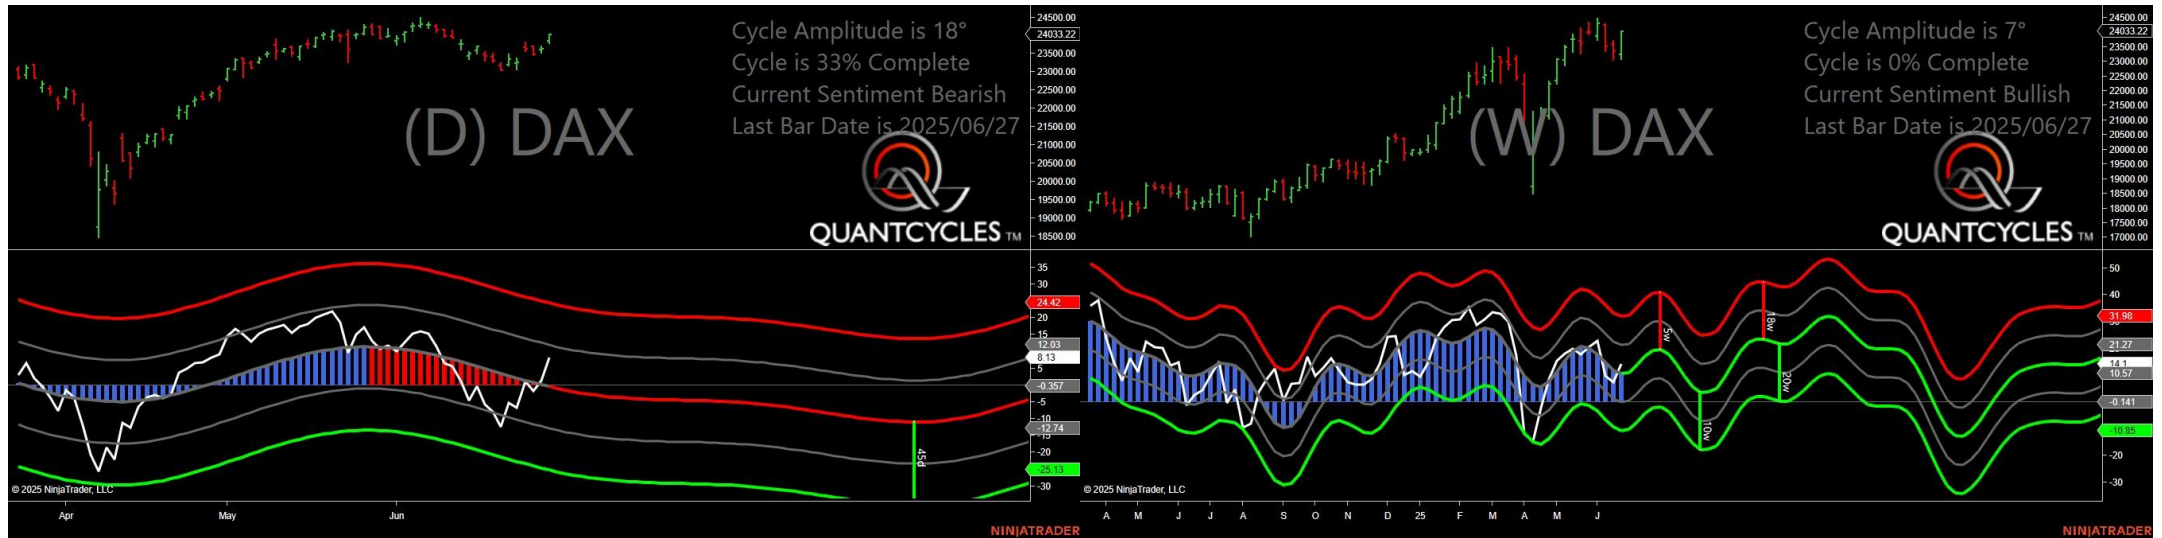 Cycle Amplitude is 18°
Cycle is 33% Complete
Current Sentiment Bearish
Last Bar Date is 2025/06/27
(D) DAX
QUANTCYCLES TM
24500.00
24033.22
23500.00
23000.00
22500.00
22000.00
21500.00
21000.00
20500.00
20000.00
19500.00
19000.00
18500.00
35
24.42
20
15
12.03
8.13
5
-0.357
-5
-10
-12.74
-20
-25.13
-30
45d
© 2025 NinjaTrader, LLC
Apr May Jun
NINJATRADER
Cycle Amplitude is 7°
Cycle is 0% Complete
Current Sentiment Bullish
Last Bar Date is 2025/06/27
(W) DAX
QUANTCYCLES TM
24500.00
24033.22
23500.00
23000.00
22500.00
22000.00
21500.00
21000.00
20500.00
20000.00
19500.00
19000.00
18500.00
18000.00
17500.00
17000.00
50
40
31.98
21.27
14.1
10.57
-0.141
-10.85
-20
-30
5w
18w
10w
20w
© 2025 NinjaTrader, LLC
A M J J A S O N D 25 F M A M J
NINJATRADER